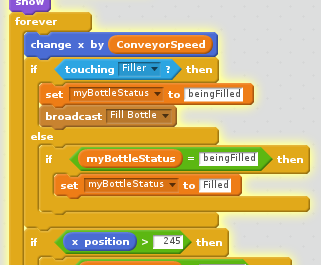 show
forever
change x by ConveyorSpeed
if touching Filler ? then
set myBottleStatus to beingFilled
broadcast Fill Bottle
else
if myBottleStatus = beingFilled then
set myBottleStatus to Filled
if x position > 245 then